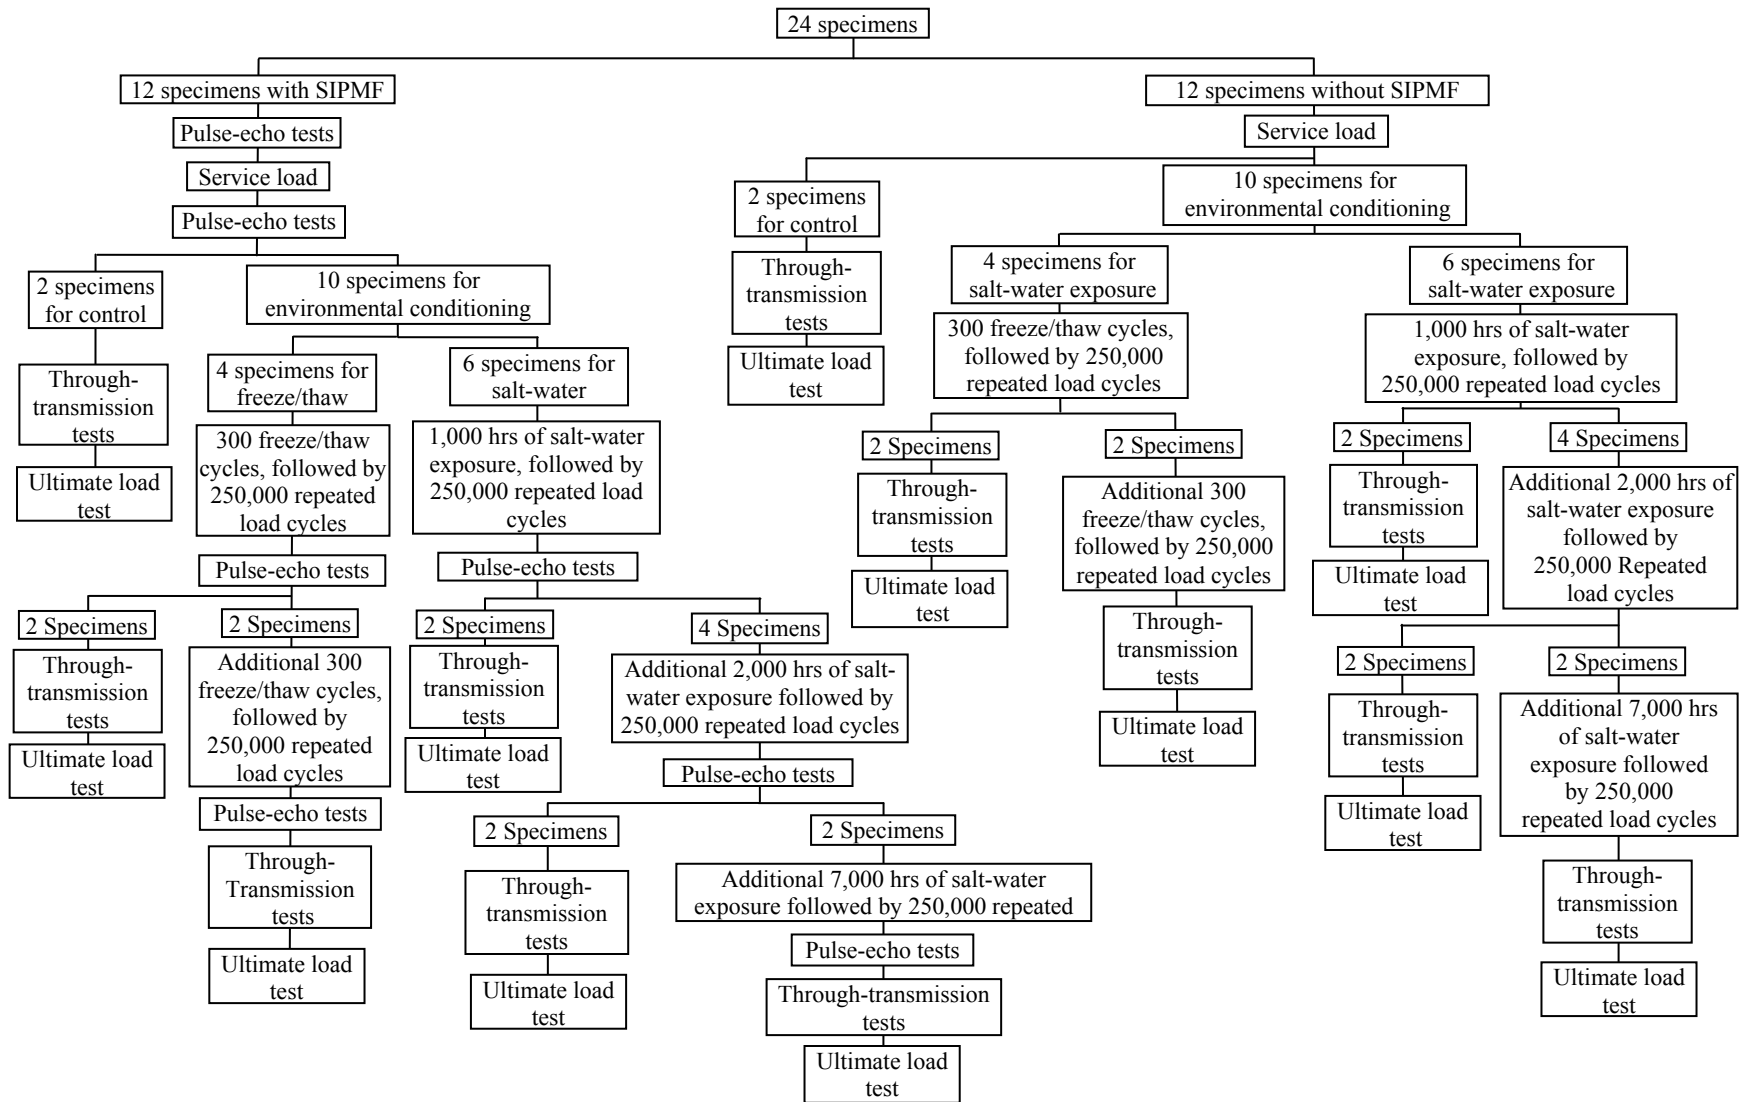 24 specimens
12 specimens with SIPMF
Pulse-echo tests
Service load
Pulse-echo tests
2 specimens
for control
Through-
transmission
tests
Ultimate load
test
10 specimens for
environmental conditioning
4 specimens for
freeze/thaw
300 freeze/thaw
cycles, followed by
250,000 repeated
load cycles
Pulse-echo tests
2 Specimens
Through-
transmission
tests
Ultimate load
test
2 Specimens
Additional 300
freeze/thaw cycles,
followed by
250,000 repeated
load cycles
Pulse-echo tests
Through-
Transmission
tests
Ultimate load
test
6 specimens for
salt-water
1,000 hrs of salt-water
exposure, followed by
250,000 repeated load
cycles
Pulse-echo tests
2 Specimens
Through-
transmission
tests
Ultimate load
test
4 Specimens
Additional 2,000 hrs of salt-
water exposure followed by
250,000 repeated load cycles
Pulse-echo tests
2 Specimens
Through-
transmission
tests
Ultimate load
test
2 Specimens
Additional 7,000 hrs of salt-water
exposure followed by 250,000 repeated
Pulse-echo tests
Through-transmission
tests
Ultimate load
test
12 specimens without SIPMF
Service load
2 specimens
for control
Through-
transmission
tests
Ultimate load
test
10 specimens for
environmental conditioning
4 specimens for
salt-water exposure
300 freeze/thaw cycles,
followed by 250,000
repeated load cycles
2 Specimens
Through-
transmission
tests
Ultimate load
test
2 Specimens
Additional 300
freeze/thaw cycles,
followed by 250,000
repeated load cycles
Through-
transmission
tests
Ultimate load
test
6 specimens for
salt-water exposure
1,000 hrs of salt-water
exposure, followed by
250,000 repeated load cycles
2 Specimens
Through-
transmission
tests
Ultimate load
test
4 Specimens
Additional 2,000 hrs of
salt-water exposure
followed by
250,000 Repeated
load cycles
2 Specimens
Through-
transmission
tests
Ultimate load
test
2 Specimens
Additional 7,000 hrs
of salt-water
exposure followed
by 250,000
repeated load cycles
Through-
transmission
tests
Ultimate load
test